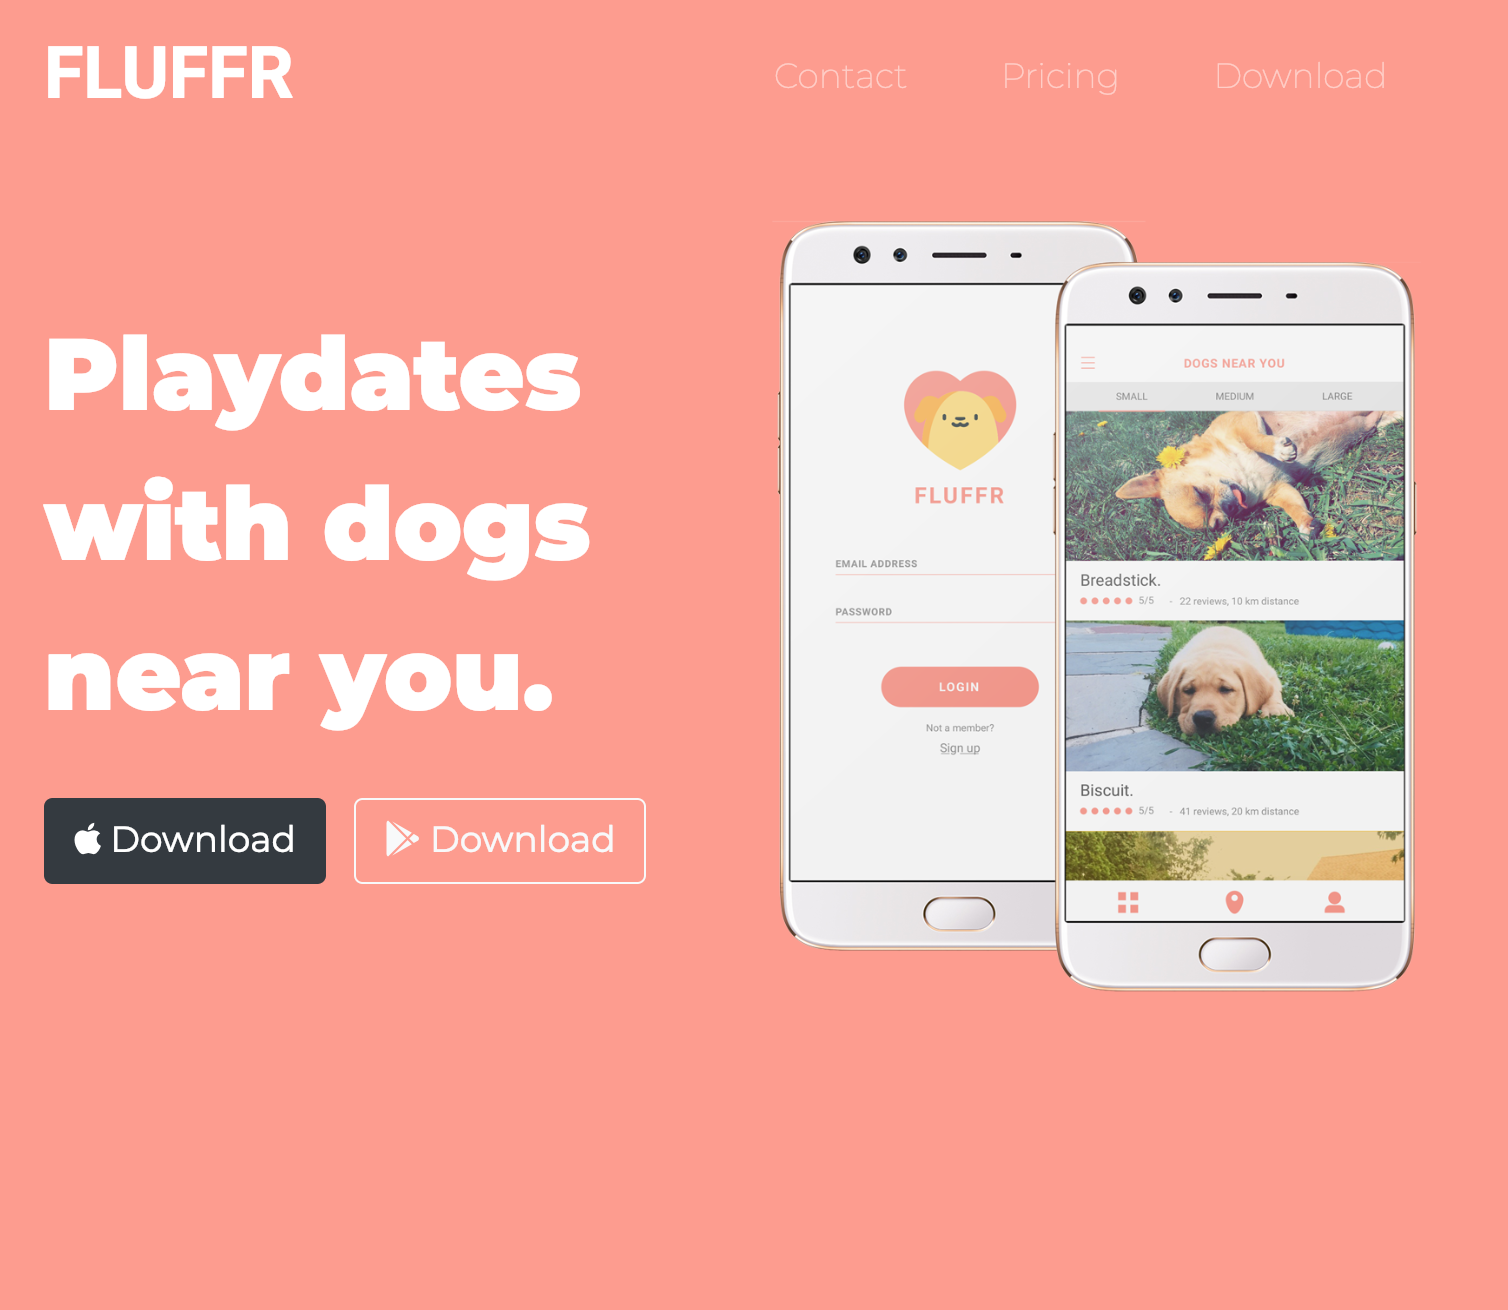 FLUFFR
Contact
Pricing
Download
Playdates
with dogs
near you.
Download
Download
FLUFFR
EMAIL ADDRESS
PASSWORD
LOGIN
Not a member?
Sign up
DOGS NEAR YOU
SMALL
MEDIUM
LARGE
Breadstick.
5/5 - 22 reviews, 10 km distance
Biscuit.
5/5 - 41 reviews, 20 km distance